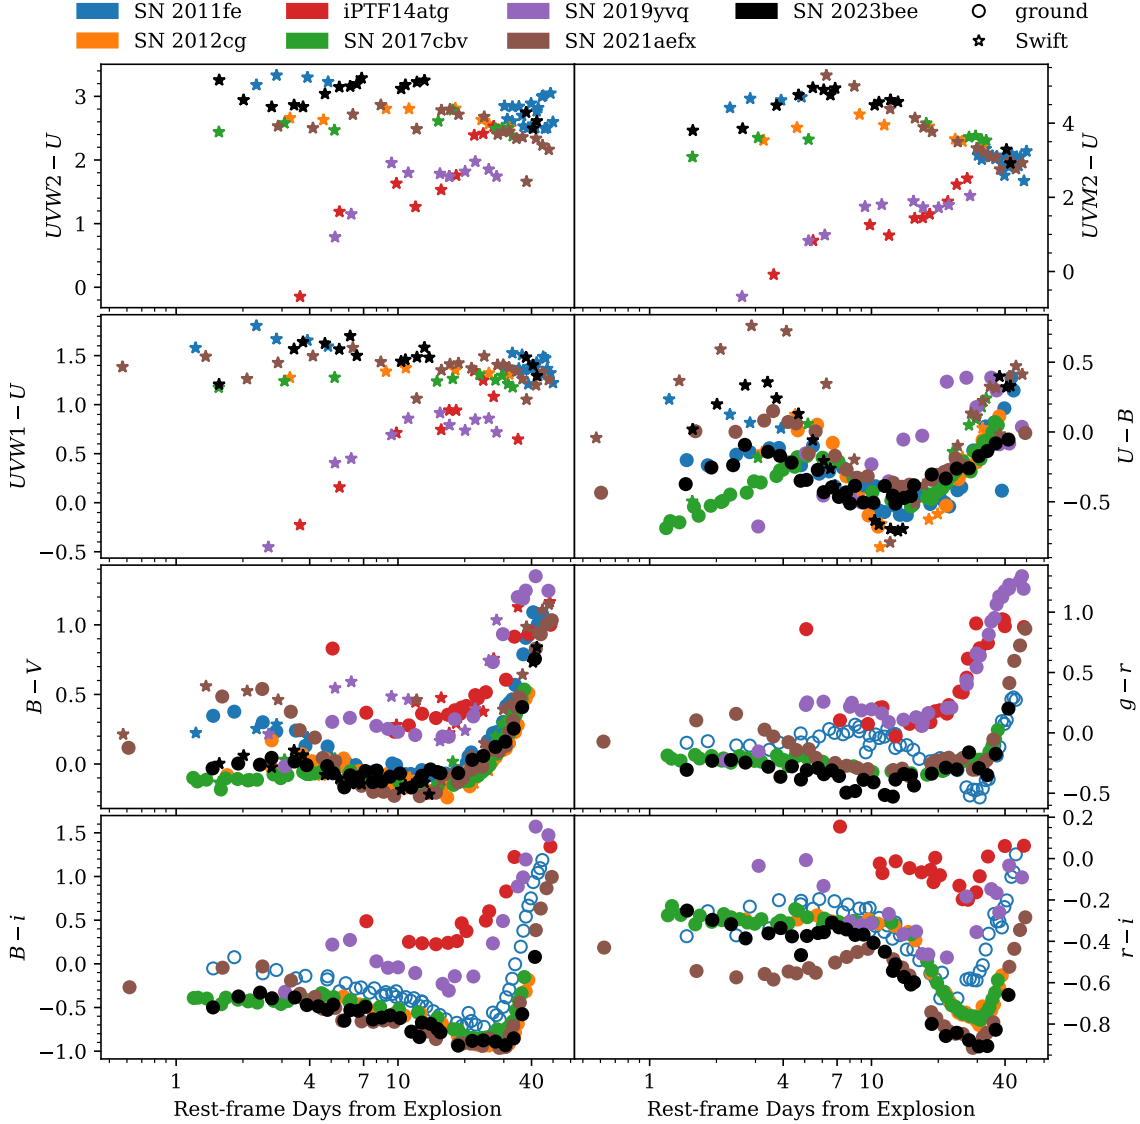 SN 2011fe iPTF14atg SN 2019yvq SN 2023bee ground
SN 2012cg SN 2017cbv SN 2021aefx Swift
3
2
1
0
UVW2 − U
4
2
0
UVM2 − U
1.5
1.0
0.5
0.0
−0.5
UVW1 − U
0.5
0.0
−0.5
U − B
1.0
0.5
0.0
B − V
1.0
0.5
0.0
−0.5
g − r
1.5
1.0
0.5
0.0
−0.5
−1.0
B − i
0.2
0.0
−0.2
−0.4
−0.6
−0.8
r − i
1 4 7 10 40
1 4 7 10 40
Rest-frame Days from Explosion
Rest-frame Days from Explosion